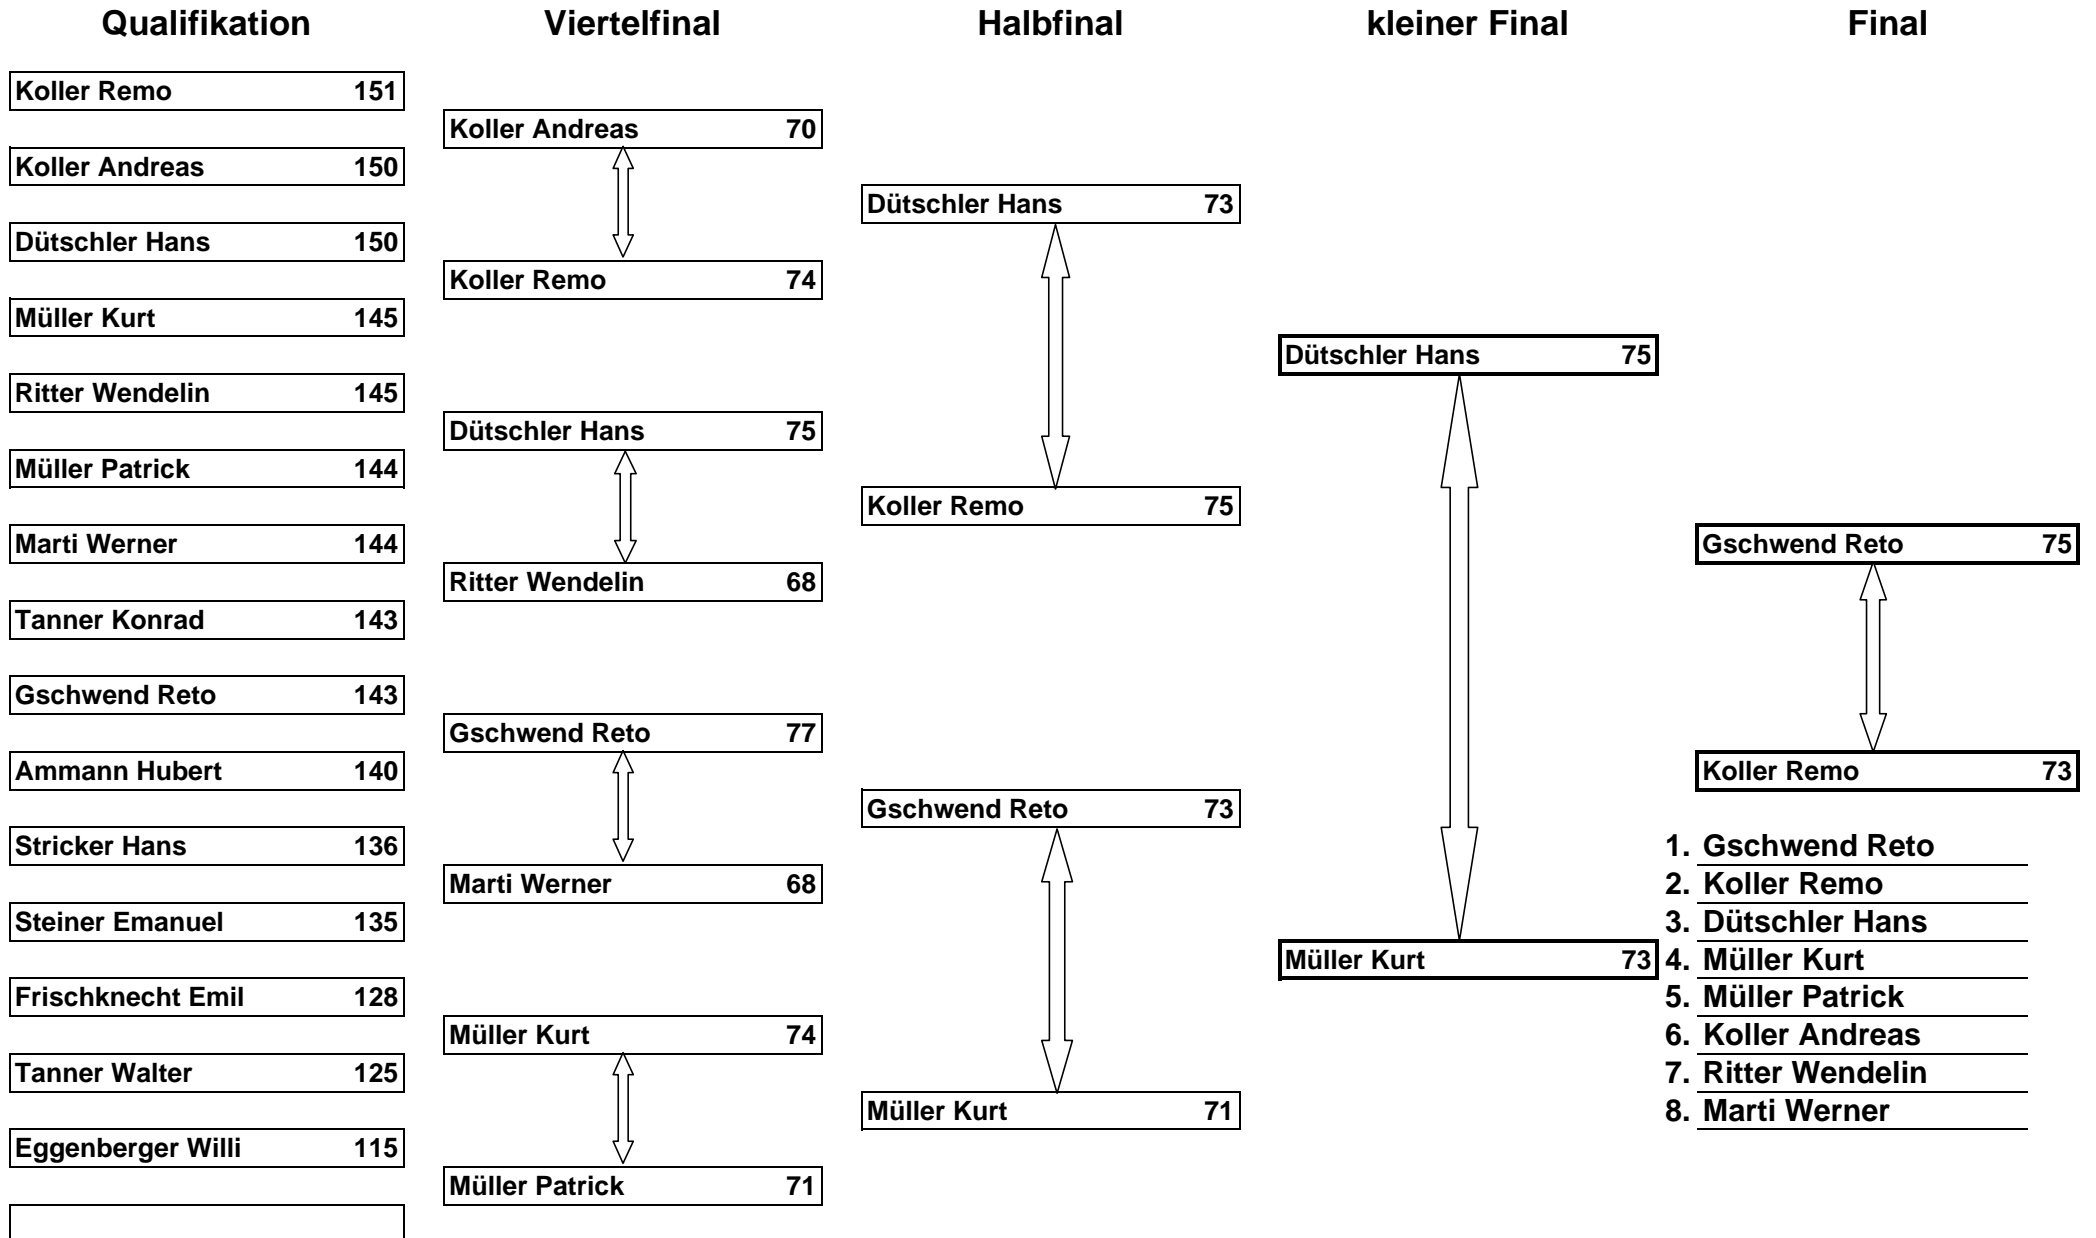 Qualifikation
Viertelfinal
Halbfinal
kleiner Final
Final
Koller Remo 151
Koller Andreas 150
Dütschler Hans 150
Müller Kurt 145
Ritter Wendelin 145
Müller Patrick 144
Marti Werner 144
Tanner Konrad 143
Gschwend Reto 143
Ammann Hubert 140
Stricker Hans 136
Steiner Emanuel 135
Frischknecht Emil 128
Tanner Walter 125
Eggenberger Willi 115
Koller Andreas 70
Koller Remo 74
Dütschler Hans 75
Ritter Wendelin 68
Gschwend Reto 77
Marti Werner 68
Müller Kurt 74
Müller Patrick 71
Dütschler Hans 73
Koller Remo 75
Gschwend Reto 73
Müller Kurt 71
Dütschler Hans 75
Müller Kurt 73
Gschwend Reto 75
Koller Remo 73
1. Gschwend Reto
2. Koller Remo
3. Dütschler Hans
4. Müller Kurt
5. Müller Patrick
6. Koller Andreas
7. Ritter Wendelin
8. Marti Werner